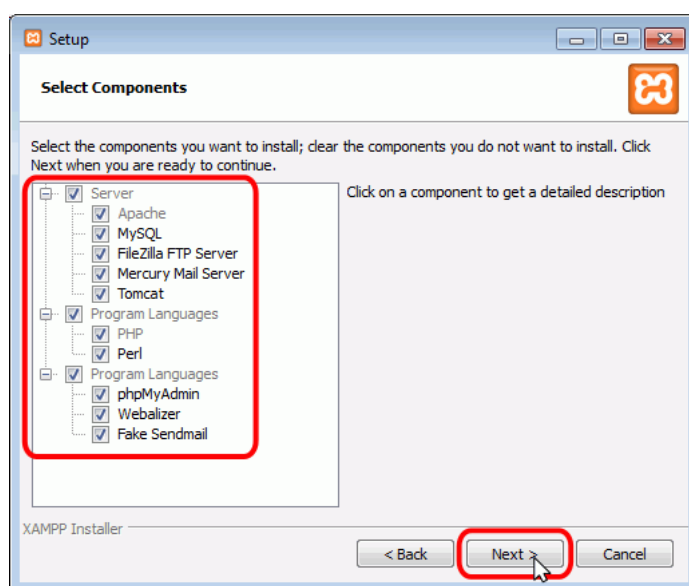 Setup
Select Components
Select the components you want to install; clear the components you do not want to install. Click
Next when you are ready to continue.
Server
Apache
MySQL
FileZilla FTP Server
Mercury Mail Server
Tomcat
Program Languages
PHP
Perl
Program Languages
phpMyAdmin
Webalizer
Fake Sendmail
Click on a component to get a detailed description
XAMPP Installer
< Back
Next >
Cancel